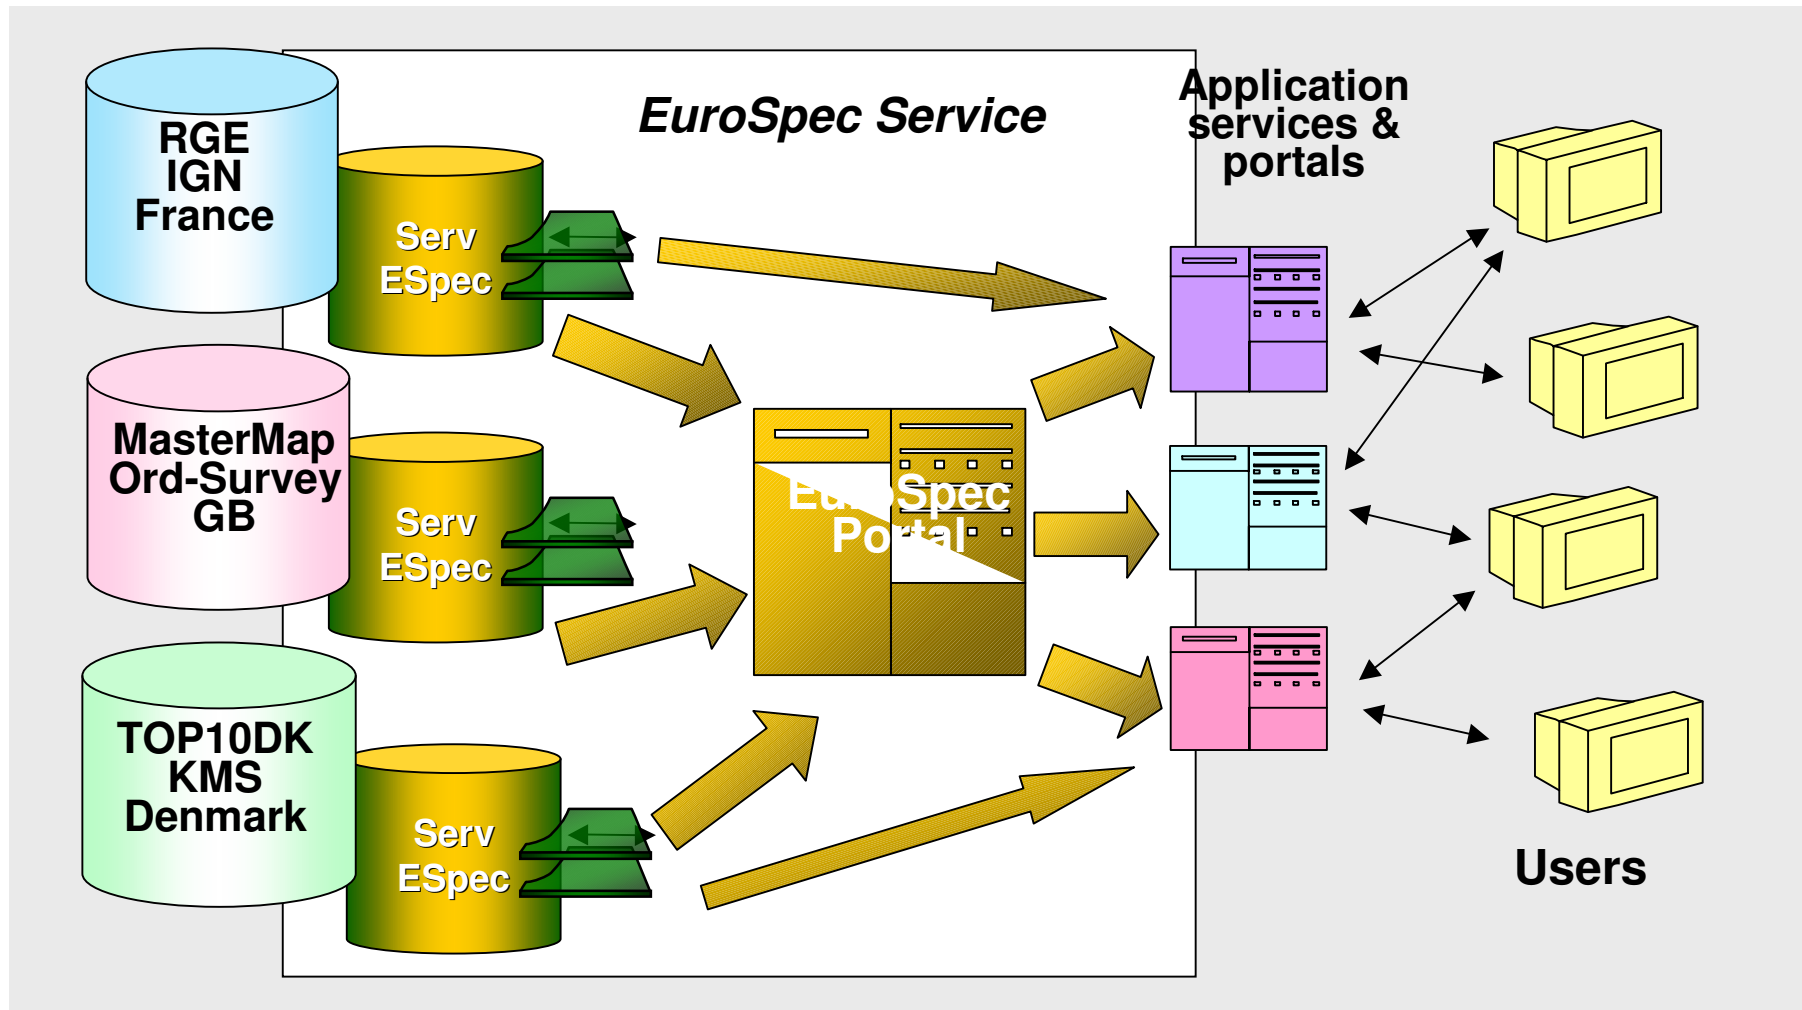 EuroSpec Service
Application
services &
portals
RGE
IGN
France
Serv
ESpec
MasterMap
Ord-Survey
GB
Serv
ESpec
EuroSpec
Portal
TOP10DK
KMS
Denmark
Serv
ESpec
Users